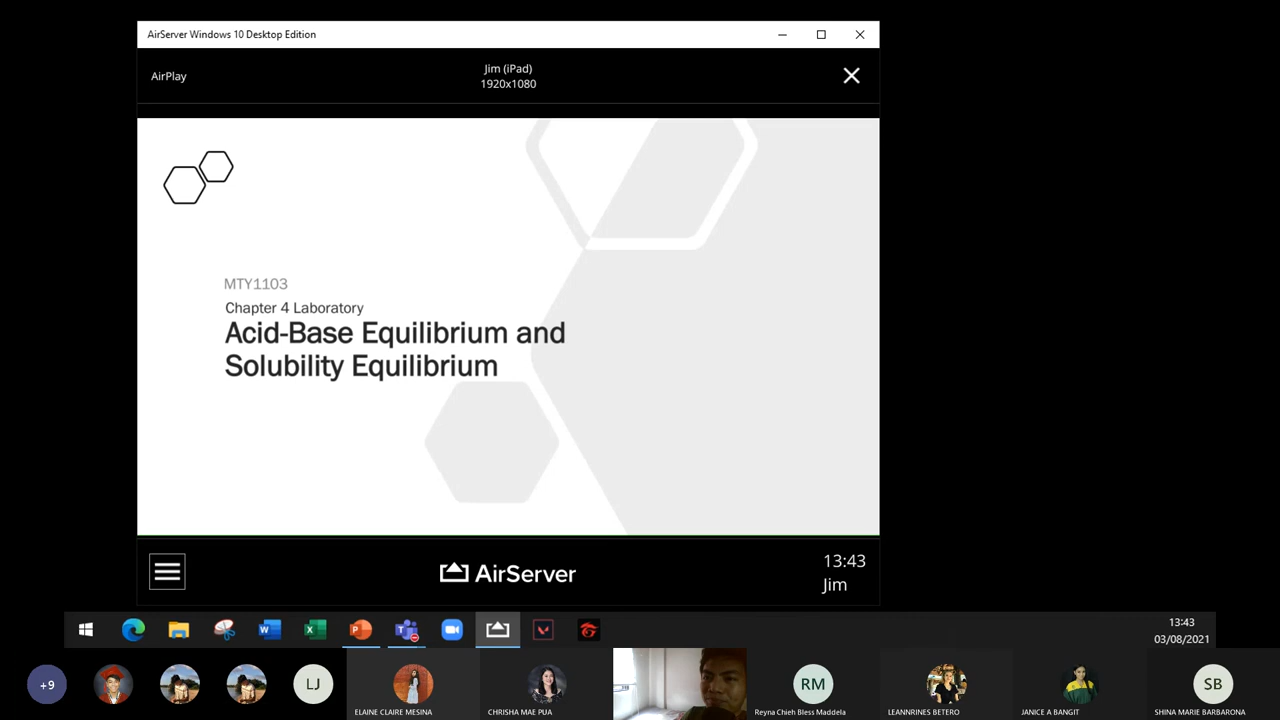 AirServer Windows 10 Desktop Edition
AirPlay
Jim (iPad)
1920x1080
MTY1103
Chapter 4 Laboratory
Acid-Base Equilibrium and
Solubility Equilibrium
AirServer
13:43
Jim
13:43
03/08/2021
+9
LJ
RM
SB
ELAINE CLAIRE MESINA
CHRISHA MAE PUA
Reyna Chieh Bless Maddela
LEANNRINES BETERO
JANICE A BANGIT
SHINA MARIE BARBARONA